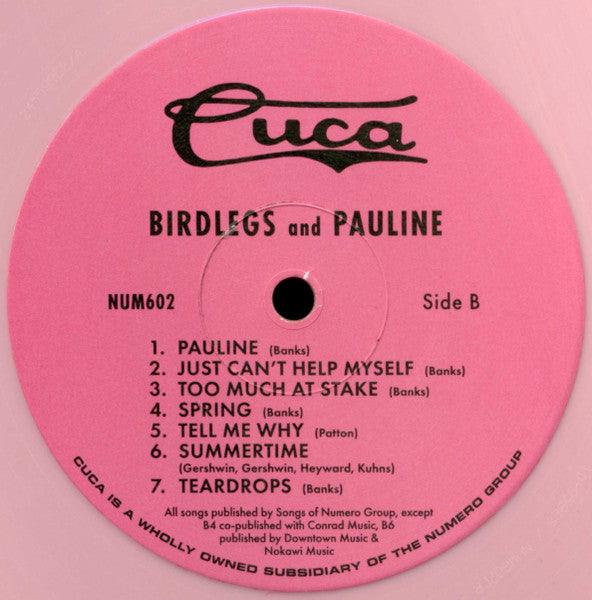 Cuca
BIRDLEGS and PAULINE
NUM602
Side B
1. PAULINE (Banks)
2. JUST CAN'T HELP MYSELF (Banks)
3. TOO MUCH AT STAKE (Banks)
4. SPRING (Banks)
5. TELL ME WHY (Patton)
6. SUMMERTIME
(Gershwin, Gershwin, Heyward, Kuhns)
7. TEARDROPS (Banks)
All songs published by Songs of Numero Group, except
B4 co-published with Conrad Music, B6
published by Downtown Music &
Nokawi Music
CUCA IS A WHOLLY OWNED SUBSIDIARY OF THE NUMERO GROUP